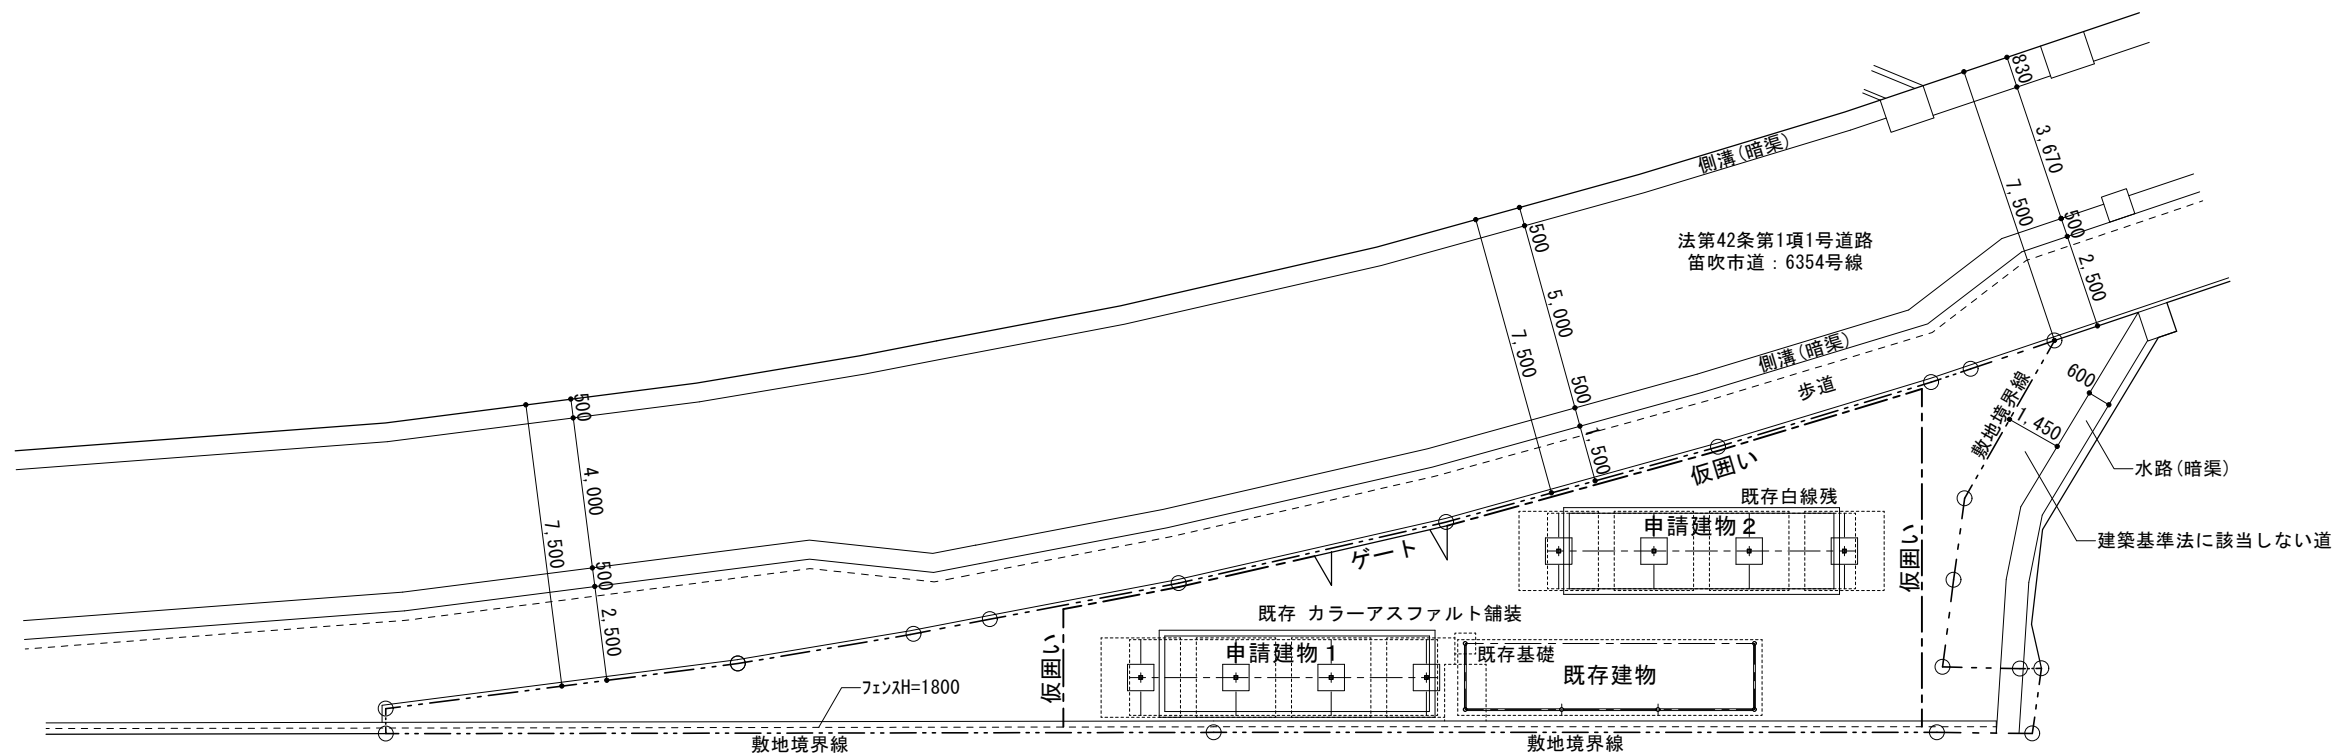 830
3,670
7,500
500
2,500
側溝(暗渠)
法第42条第1項1号道路
笛吹市道：6354号線
500
5,000
7,500
500
1,500
側溝(暗渠)
歩道
500
4,000
7,500
500
2,500
敷地境界線
600
1,450
水路(暗渠)
建築基準法に該当しない道
仮囲い
既存白線残
申請建物2
ゲート
仮囲い
既存 カラーアスファルト舗装
申請建物1
既存基礎
既存建物
仮囲い
フェンスH=1800
敷地境界線
敷地境界線